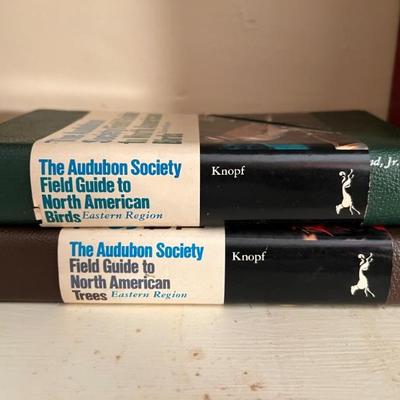 The Audubon Society
Field Guide to
North American
Birds Eastern Region
Knopf
The Audubon Society
Field Guide to
North American
Trees Eastern Region
Knopf